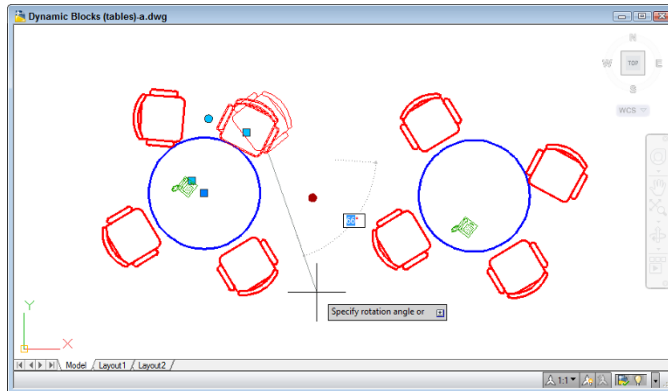 Dynamic Blocks (tables)-a.dwg
N
W TOP E
S
WCS
Specify rotation angle or
Y
X
Model Layout1 Layout2
1:1